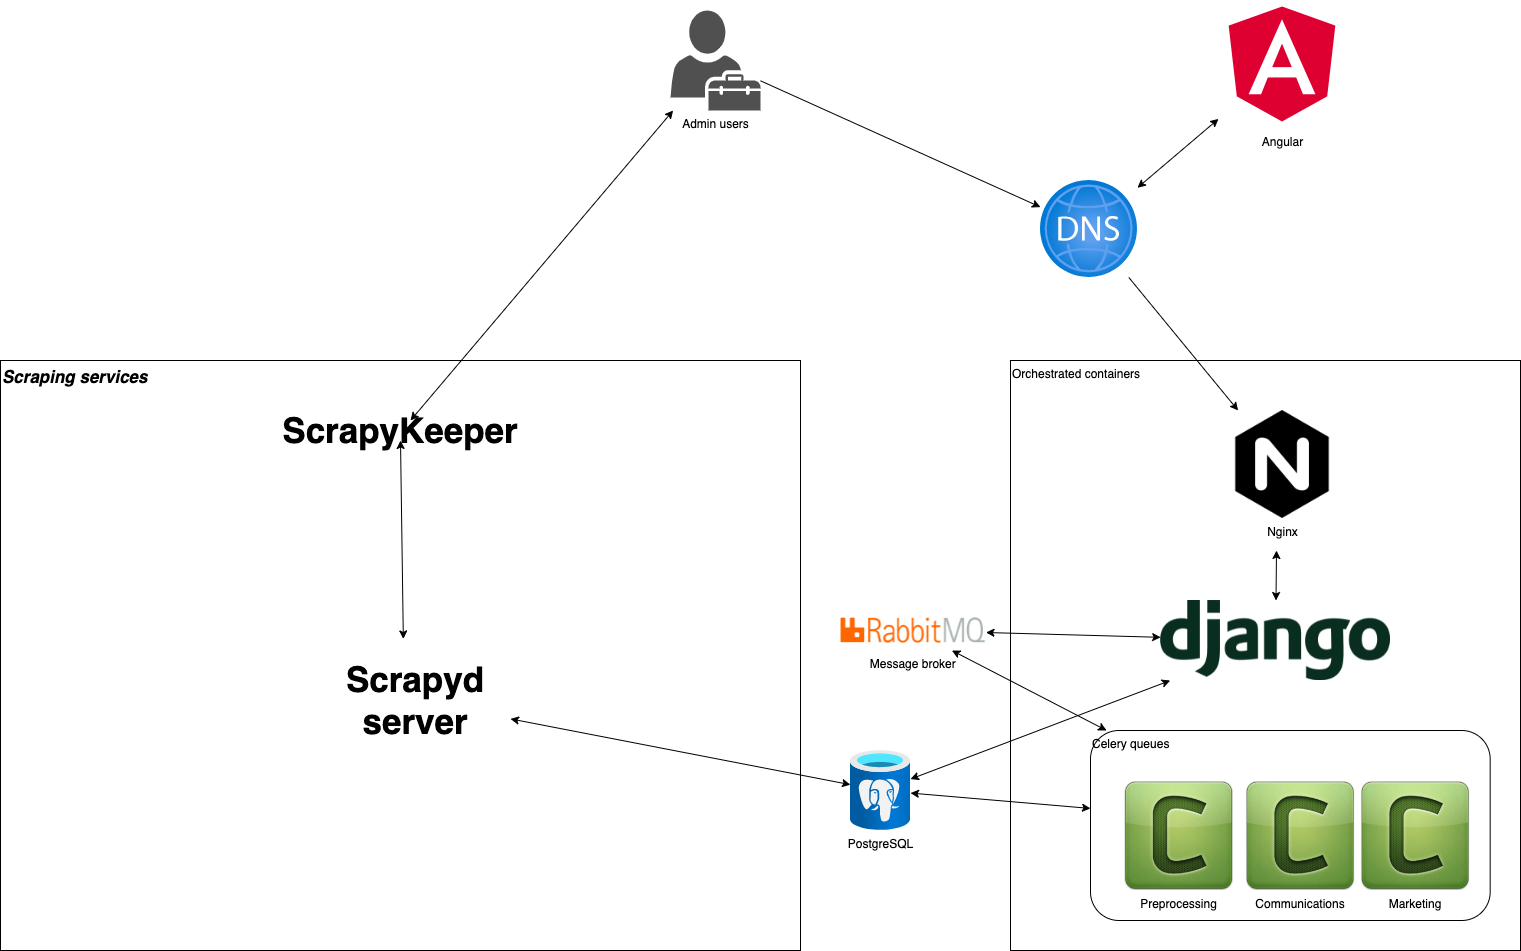 Admin users
A
Angular
DNS
Scraping services
ScrapyKeeper
Scrapyd
server
Orchestrated containers
N
Nginx
RabbitMQ
Message broker
django
PostgreSQL
Celery queues
C
C
C
Preprocessing
Communications
Marketing